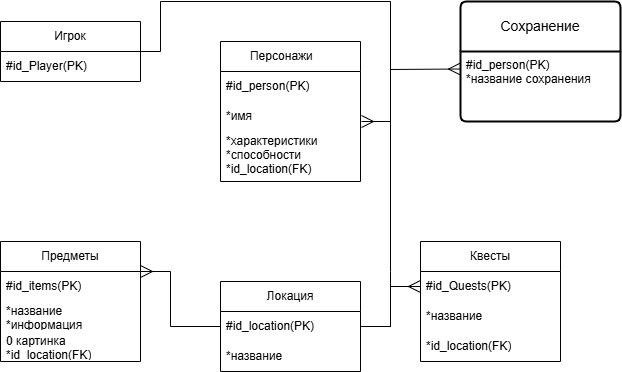 Игрок
#id_Player(PK)
Персонажи
#id_person(PK)
*имя
*характеристики
*способности
*id_location(FK)
Сохранение
#id_person(PK)
*название сохранения
Предметы
#id_items(PK)
*название
*информация
0 картинка
*id_location(FK)
Локация
#id_location(PK)
*название
Квесты
#id_Quests(PK)
*название
*id_location(FK)